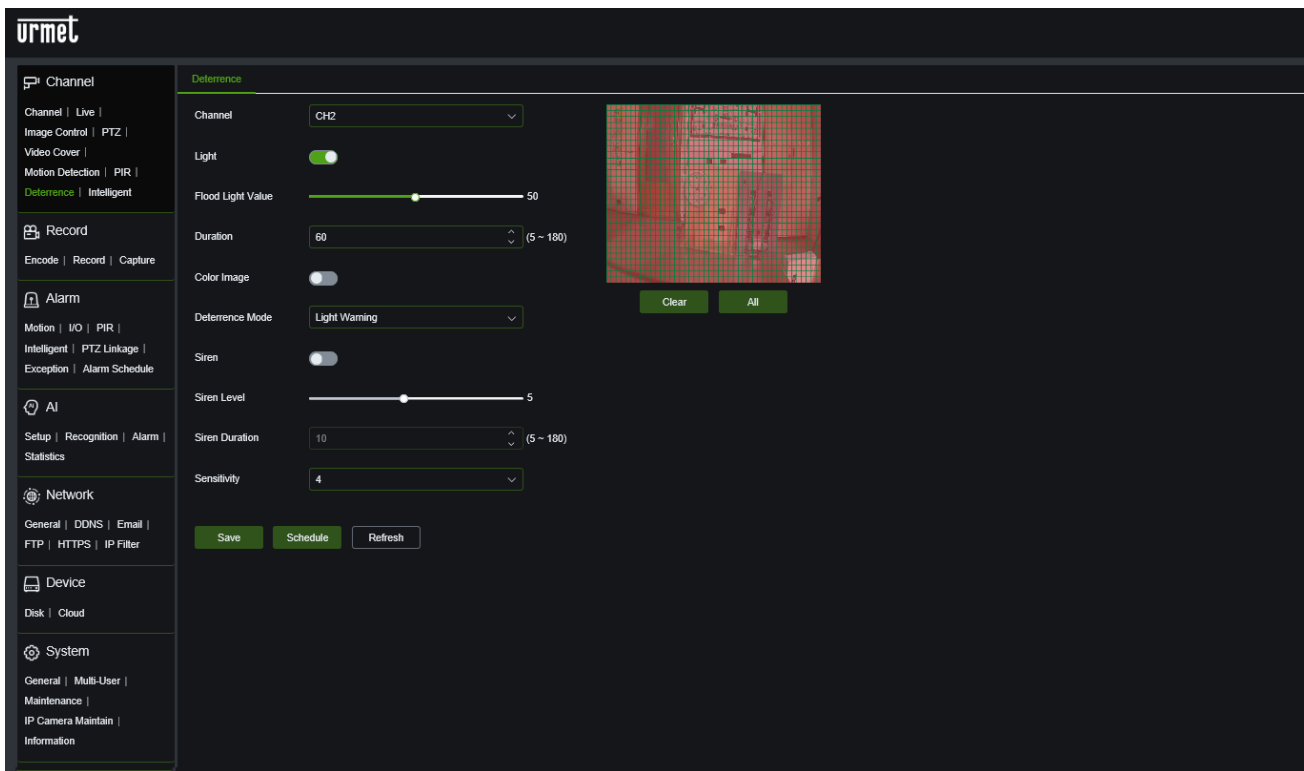 urmet
Channel
Channel | Live |
Image Control | PTZ |
Video Cover |
Motion Detection | PIR |
Deterrence | Intelligent
Record
Encode | Record | Capture
Alarm
Motion | I/O | PIR |
Intelligent | PTZ Linkage |
Exception | Alarm Schedule
AI
Setup | Recognition | Alarm |
Statistics
Network
General | DDNS | Email |
FTP | HTTPS | IP Filter
Device
Disk | Cloud
System
General | Multi-User |
Maintenance |
IP Camera Maintain |
Information
Deterrence
Channel CH2
Light
Flood Light Value 50
Duration 60 (5 ~ 180)
Color Image
Deterrence Mode Light Warning
Siren
Siren Level 5
Siren Duration 10 (5 ~ 180)
Sensitivity 4
Save Schedule Refresh
Clear All